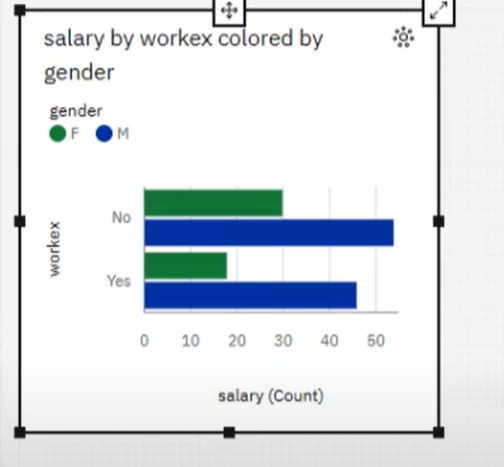 salary by workex colored by
gender
gender
F M
workex
No
Yes
0 10 20 30 40 50
salary (Count)